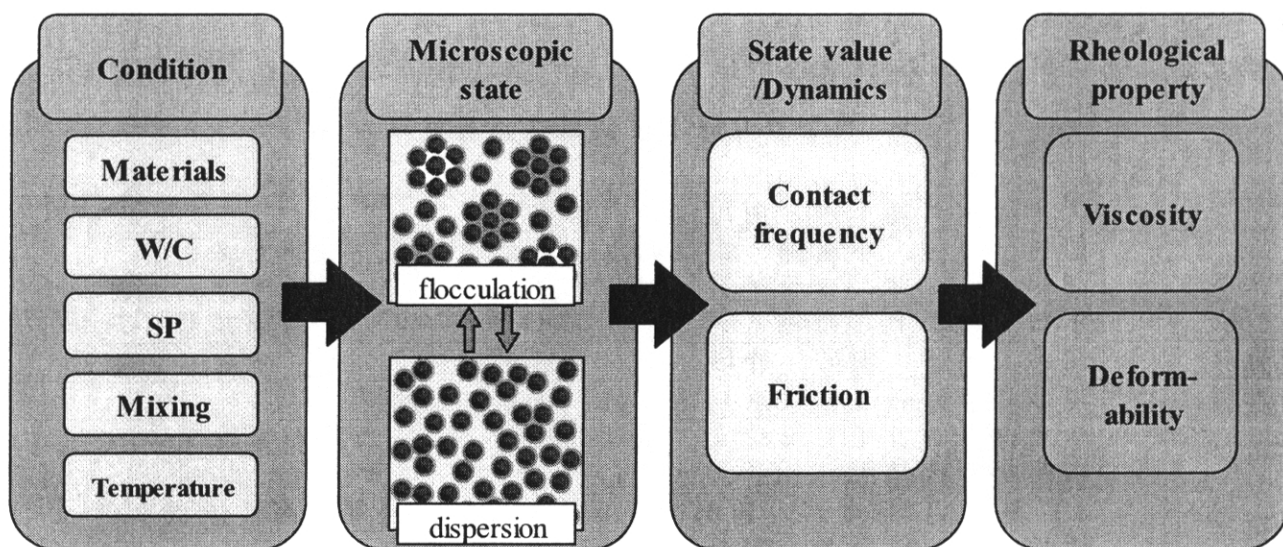 Condition
Materials
W/C
SP
Mixing
Temperature
Microscopic
state
flocculation
dispersion
State value
/Dynamics
Contact
frequency
Friction
Rheological
property
Viscosity
Deform-
ability